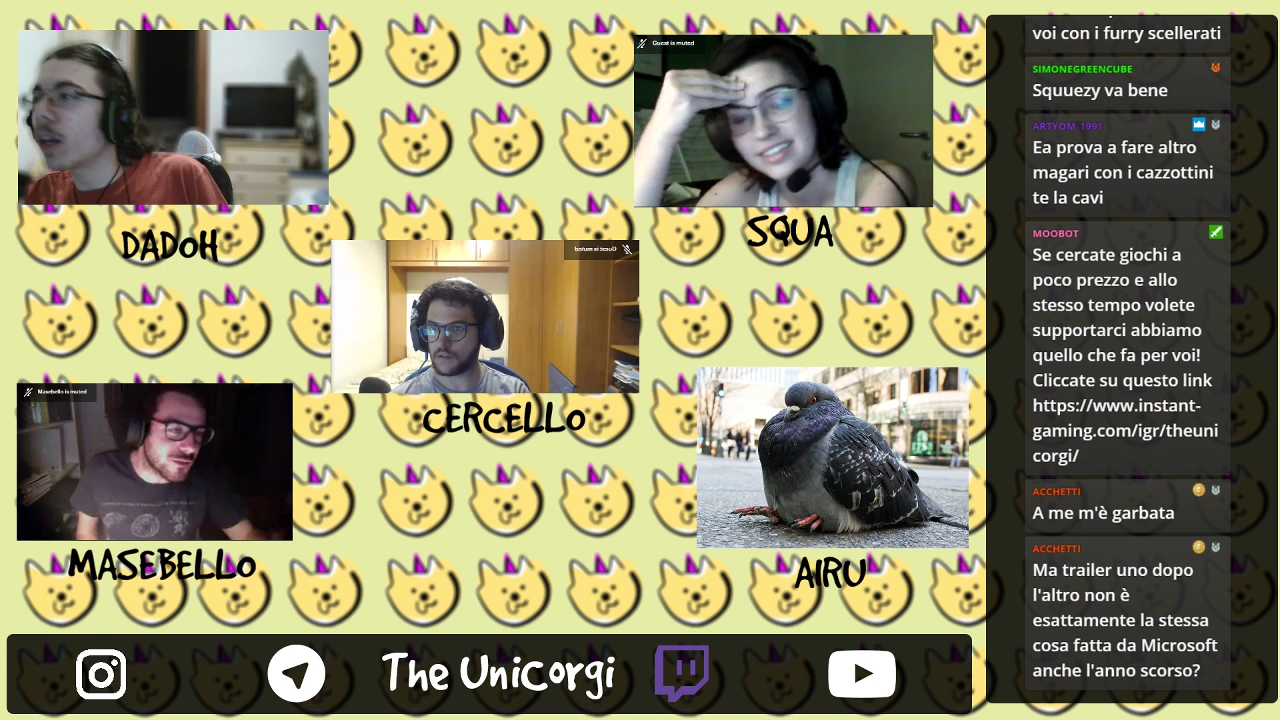 Guest is muted
DADOH
SQUA
Guest is muted
CERCELLO
Masebello is muted
MASEBELLO
AIRU
The UniCorgi
voi con i furry scellerati
SIMONEGREENCUBE
Squuezy va bene
ARTYOM_1991
Ea prova a fare altro
magari con i cazzottini
te la cavi
MOOBOT
Se cercate giochi a
poco prezzo e allo
stesso tempo volete
supportarci abbiamo
quello che fa per voi!
Cliccate su questo link
https://www.instant-
gaming.com/igr/theuni
corgi/
ACCHETTI
A me m'è garbata
ACCHETTI
Ma trailer uno dopo
l'altro non è
esattamente la stessa
cosa fatta da Microsoft
anche l'anno scorso?